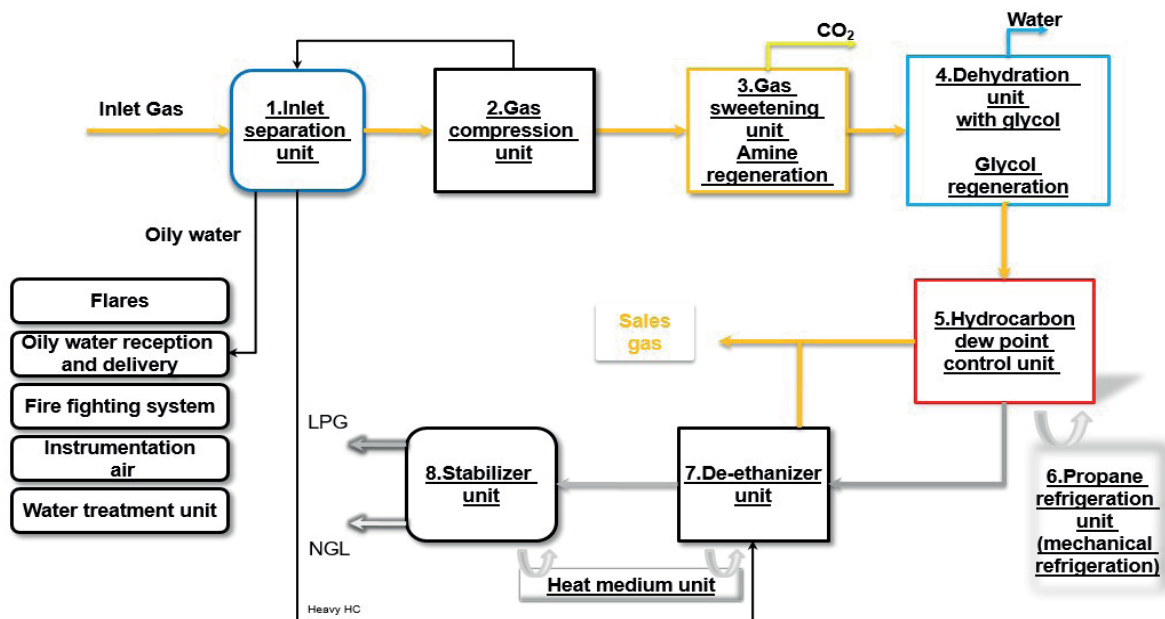 CO₂
Water
Inlet Gas
1.Inlet
separation
unit
2.Gas
compression
unit
3.Gas
sweetening
unit
Amine
regeneration
4.Dehydration
unit
with glycol
Glycol
regeneration
Oily water
Flares
Oily water reception
and delivery
Fire fighting system
Instrumentation
air
Water treatment unit
Sales
gas
5.Hydrocarbon
dew point
control unit
LPG
NGL
8.Stabilizer
unit
7.De-ethanizer
unit
6.Propane
refrigeration
unit
(mechanical
refrigeration)
Heat medium unit
Heavy HC